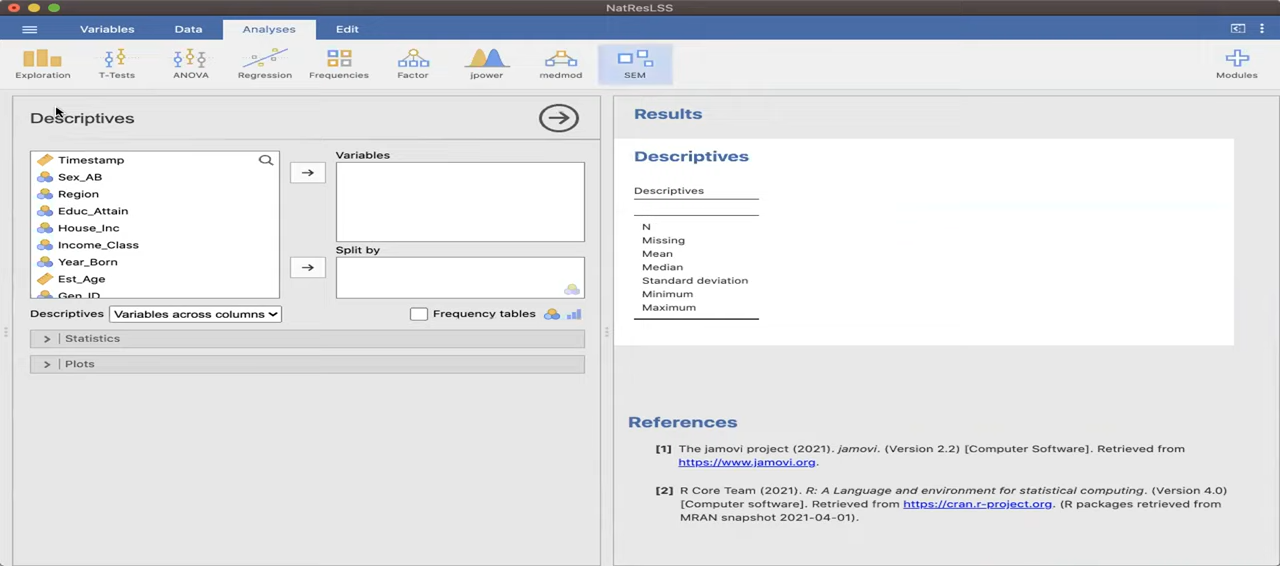 NatResLSS
Variables Data Analyses Edit
Exploration T-Tests ANOVA Regression Frequencies Factor jpower medmod SEM Modules
Descriptives
Timestamp
Sex_AB
Region
Educ_Attain
House_Inc
Income_Class
Year_Born
Est_Age
Gen_ID
Variables
Split by
Descriptives Variables across columns Frequency tables
Statistics
Plots
Results
Descriptives
Descriptives
N
Missing
Mean
Median
Standard deviation
Minimum
Maximum
References
[1] The jamovi project (2021). jamovi. (Version 2.2) [Computer Software]. Retrieved from
https://www.jamovi.org.
[2] R Core Team (2021). R: A Language and environment for statistical computing. (Version 4.0)
[Computer software]. Retrieved from https://cran.r-project.org. (R packages retrieved from
MRAN snapshot 2021-04-01).